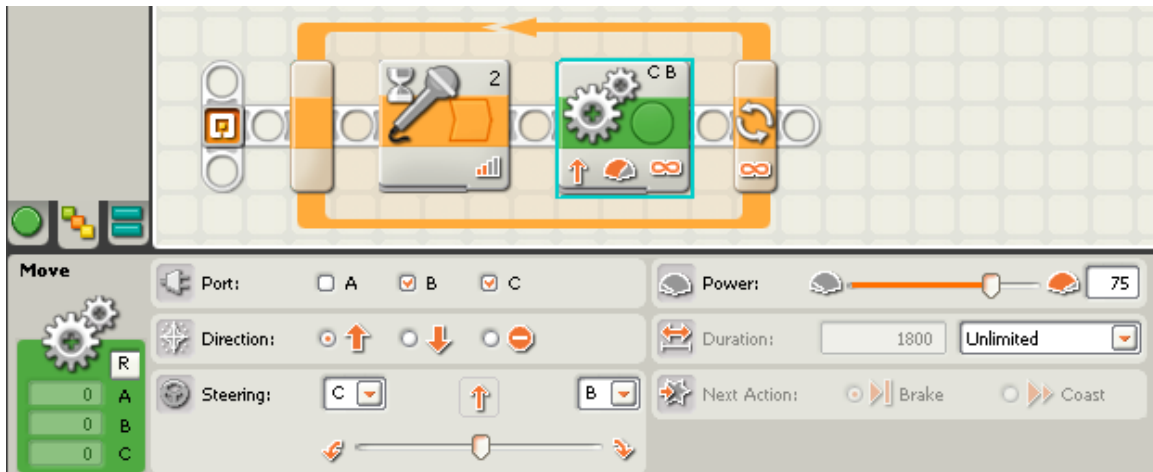 2
C B
Move
R
0 A
0 B
0 C
Port: A B C
Direction:
Steering: C B
Power: 75
Duration: 1800 Unlimited
Next Action: Brake Coast